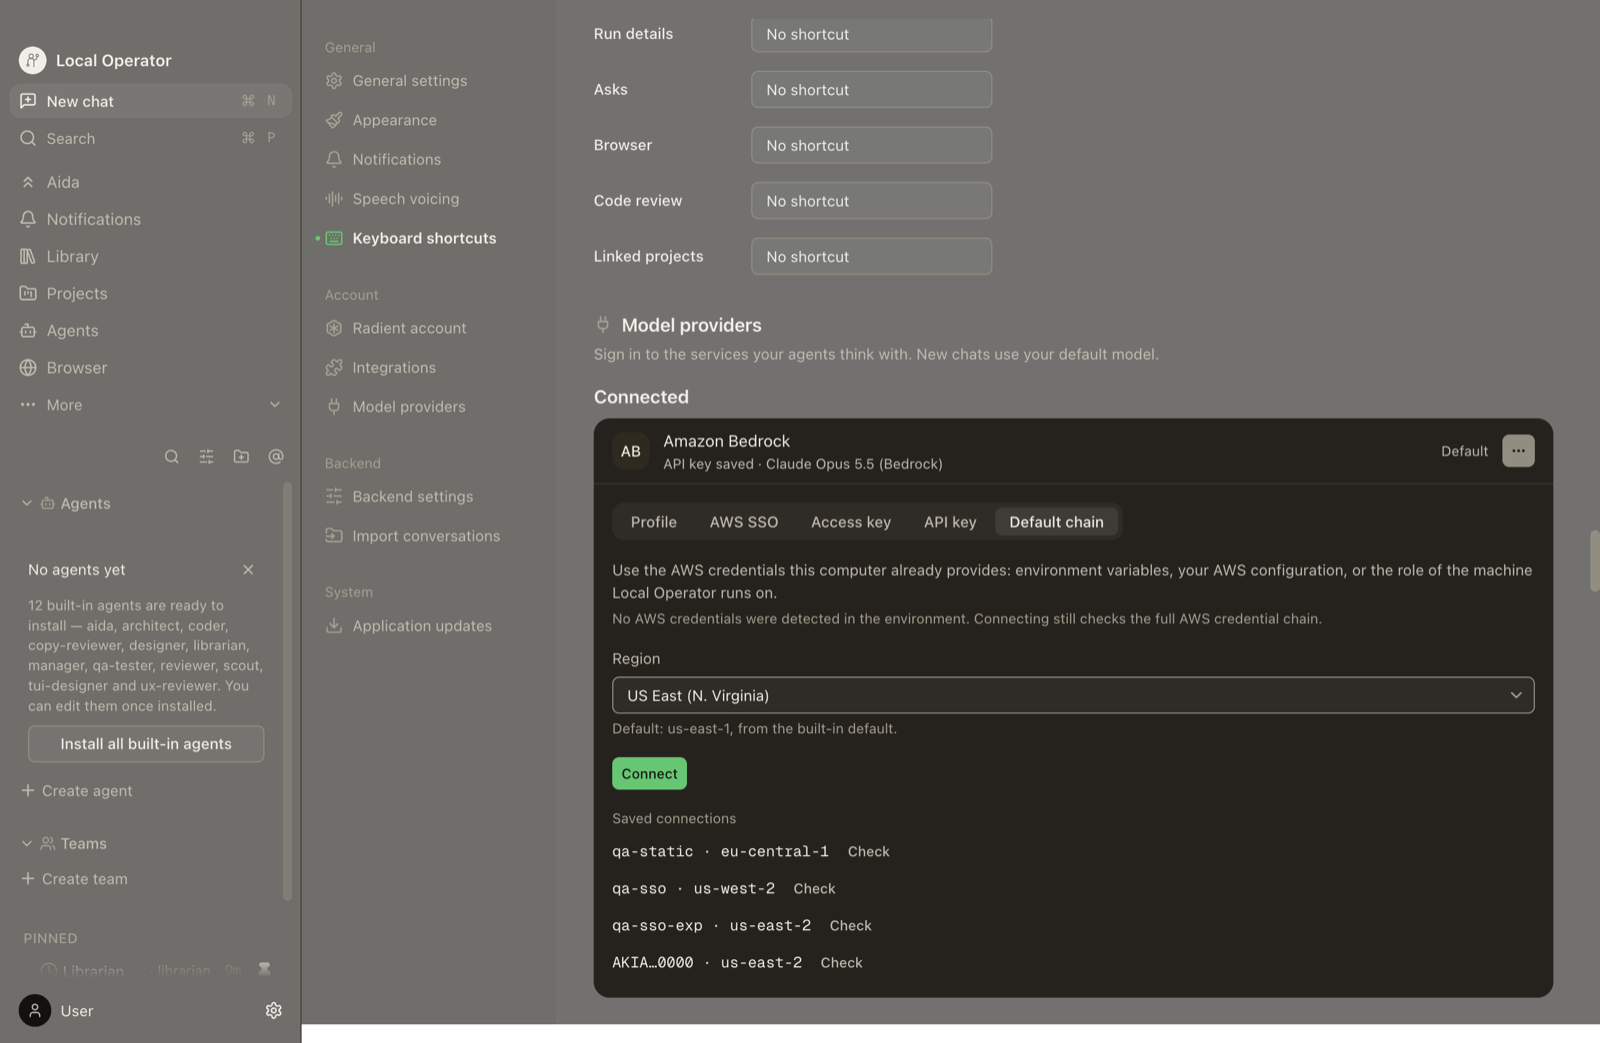 Local Operator
New chat ⌘ N
Search ⌘ P
Aida
Notifications
Library
Projects
Agents
Browser
More
Agents
No agents yet
12 built-in agents are ready to
install — aida, architect, coder,
copy-reviewer, designer, librarian,
manager, qa-tester, reviewer, scout,
tui-designer and ux-reviewer. You
can edit them once installed.
Install all built-in agents
Create agent
Teams
Create team
PINNED
Librarian · librarian 9m
User
General
General settings
Appearance
Notifications
Speech voicing
Keyboard shortcuts
Account
Radient account
Integrations
Model providers
Backend
Backend settings
Import conversations
System
Application updates
Run details No shortcut
Asks No shortcut
Browser No shortcut
Code review No shortcut
Linked projects No shortcut
Model providers
Sign in to the services your agents think with. New chats use your default model.
Connected
AB
Amazon Bedrock
API key saved · Claude Opus 5.5 (Bedrock)
Default
Profile AWS SSO Access key API key Default chain
Use the AWS credentials this computer already provides: environment variables, your AWS configuration, or the role of the machine
Local Operator runs on.
No AWS credentials were detected in the environment. Connecting still checks the full AWS credential chain.
Region
US East (N. Virginia)
Default: us-east-1, from the built-in default.
Connect
Saved connections
qa-static · eu-central-1 Check
qa-sso · us-west-2 Check
qa-sso-exp · us-east-2 Check
AKIA…0000 · us-east-2 Check